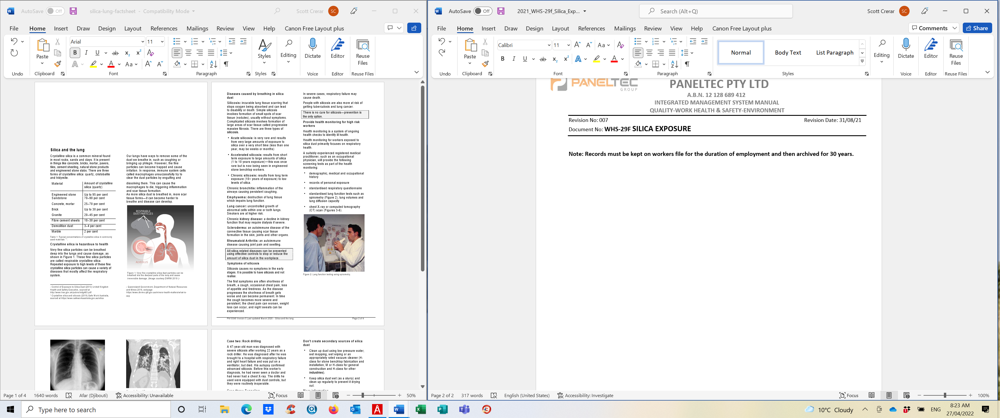 AutoSave Off silica-lung-factsheet - Compatibility Mode Scott Crerar SC
File Home Insert Draw Design Layout References Mailings Review View Help Canon Free Layout plus
Arial 11
Paste Styles Editing Dictate Editor Reuse Files
Undo Clipboard Font Paragraph Styles Voice Editor Reuse Files
Silica and the lung
Crystalline silica is a common mineral found
in most rocks, sands and clays. It is present
in things like concrete, bricks, mortar, pavers,
tiles, cement sheeting, natural stone products
and engineered stone slabs. There are three
forms of crystalline silica: quartz, cristobalite
and tridymite.
Material Amount of crystalline
silica (quartz)
Engineered stone Up to 95 per cent
Sandstone 70–90 per cent
Concrete, mortar 25–70 per cent
Brick Up to 30 per cent
Granite 20–45 per cent
Fibre cement sheets 10–30 per cent
Demolition dust 3–4 per cent
Marble 2 per cent
Table 1: Typical concentrations of crystalline silica in commonly
used materials
Crystalline silica is hazardous to health
Very fine silica particles can be breathed
deep into the lungs and cause damage, as
shown in Figure 1. These fine silica particles
are called respirable crystalline silica.
Repeated exposure to high levels of these fine
crystalline silica particles can cause a variety of
diseases that mostly affect the respiratory
system.
Control of Exposure to Silica Dust (2013) United Kingdom
Health and Safety Executive, sourced at
http://www.hse.gov.uk/pubns/indg463.pdf
Crystalline silica and silicosis (2019) Safe Work Australia,
sourced at https://www.safeworkaustralia.gov.au/silica
Our lungs have ways to remove some of the
dust we breathe in, such as coughing or
bringing up phlegm. However, the fine
particles can become trapped and cause
irritation. In response, immune system cells
called macrophages unsuccessfully try to
clear the dust particles by engulfing and
dissolving them. This can cause the
macrophages to die, triggering inflammation
and scar tissue formation.
As more silica dust is breathed in, more scar
tissue forms—it can become harder to
breathe and disease can develop.
RESPIRABLE
DUST PARTICLES
ALVEOLUS
Figure 1: Very fine crystalline silica dust particles can be
breathed into the deepest parts of the lung and cause
irreversible damage. (Image courtesy DNRM 2019 )
Queensland Government, Department of Natural Resources
and Mines 2019, webpage
https://www.dnrme.qld.gov.au/miners-health-matters/what-is-
cwp
Diseases caused by breathing in silica
dust
Silicosis: incurable lung tissue scarring that
stops oxygen being absorbed and can lead
to disability or death. Simple silicosis
involves formation of small spots of scar
tissue (nodules), usually without symptoms.
Complicated silicosis involves formation of
large areas of scar tissue called progressive
massive fibrosis. There are three types of
silicosis.
• Acute silicosis: is very rare and results
from very large amounts of exposure to
silica over a very short time (less than one
year, may be weeks or months)
• Accelerated silicosis: results from short
term exposure to large amounts of silica
(1 to 10 years exposure)—this was once
rare but is now being seen in engineered
stone benchtop workers.
• Chronic silicosis: results from long term
exposure (10+ years of exposure) to low
levels of silica.
Chronic bronchitis: inflammation of the
airways causing persistent coughing.
Emphysema: destruction of lung tissue
which impairs lung function.
Lung cancer: uncontrolled growth of
abnormal cells within one or both lungs.
Smokers are at higher risk.
Chronic kidney disease: a decline in kidney
function that may require dialysis if severe.
Scleroderma: an autoimmune disease of the
connective tissue causing scar tissue
formation in the skin, joints and other organs.
Rheumatoid Arthritis: an autoimmune
disease causing joint pain and swelling.
All silica-related diseases can be prevented
using effective controls to stop or reduce the
amount of silica dust in the workplace.
Symptoms of silicosis
Silicosis causes no symptoms in the early
stages. It is possible to have silicosis and not
realise.
The first symptoms are often shortness of
breath, a cough, occasional chest pain, loss
of appetite and tiredness. As the disease
progresses the shortness of breath gets
worse and can become permanent. In time
the cough becomes more severe and
persistent, the chest pain can worsen, weight
loss can occur, and night sweats can be
experienced.
In severe cases, respiratory failure may
cause death.
People with silicosis are also more at risk of
getting tuberculosis and lung cancer.
There is no cure for silicosis—prevention is
the only option.
Provide health monitoring for high risk
workers
Health monitoring is a system of ongoing
health checks to identify ill health.
Health monitoring for workers exposed to
silica dust primarily focuses on respiratory
health.
A suitably experienced registered medical
practitioner, such as an occupational
physician, will provide the following
screening tests as part of the health
monitoring:
• demographic, medical and occupational
history
• records of personal exposure
• standardised respiratory questionnaire
• standardised lung function tests such as
spirometry (Figure 2), lung volumes and
lung diffusion capacity
• chest X-ray or computed tomography
(CT) scan (Figures 3-6).
Figure 2: Lung function testing using spirometry.
PN10049 Version 5 Last updated March 2020 – Silica and the lung Page 2 of 4
Case two: Rock drilling
A 47-year-old man was diagnosed with
severe silicosis after working 22 years as a
rock driller. He was diagnosed after he was
brought to a hospital with respiratory failure
and right heart failure and was put on a
ventilator, but died. His autopsy confirmed
advanced silicosis. Before this worker's
diagnosis, he had never seen a doctor and
had never had a chest X-ray. The drills he
used were equipped with dust controls, but
they were routinely inoperable.
Don't create secondary sources of silica
dust
• Clean up dust using low pressure water,
wet mopping, wet wiping or an
appropriately rated vacuum cleaner (H-
class for stone benchtop fabrication and
installation, M or H-class for general
construction and H-class for other
industries).
• Keep silica dust wet (as a slurry) and
clean up regularly to prevent it drying
out.
Page 1 of 4 1640 words Afar (Djibouti) Accessibility: Unavailable Focus 50%
AutoSave Off 2021_WHS-29f_Silica_Exp... Search (Alt+Q) Scott Crerar SC
File Home Insert Draw Design Layout References Mailings Review View Help Canon Free Layout plus Comments Share
Calibri 11
Paste Normal Body Text List Paragraph Editing Dictate Editor Reuse Files
Undo Clipboard Font Paragraph Styles Voice Editor Reuse Files
PANELTEC
GROUP
PANELTEC PTY LTD
A.B.N. 12 128 689 412
INTEGRATED MANAGEMENT SYSTEM MANUAL
QUALITY-WORK HEALTH & SAFETY-ENVIRONMENT
Revision No: 007 Revision Date: 31/08/21
Document No: WHS-29F SILICA EXPOSURE
Note: Records must be kept on workers file for the duration of employment and then archived for 30 years.
Page 2 of 2 317 words English (United States) Accessibility: Investigate Focus 100%
Type here to search 10°C Cloudy ENG 8:23 AM
27/04/2022